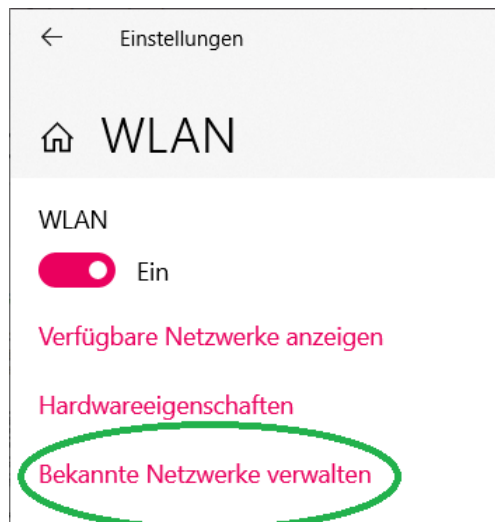 Einstellungen
WLAN
WLAN
Ein
Verfügbare Netzwerke anzeigen
Hardwareeigenschaften
Bekannte Netzwerke verwalten